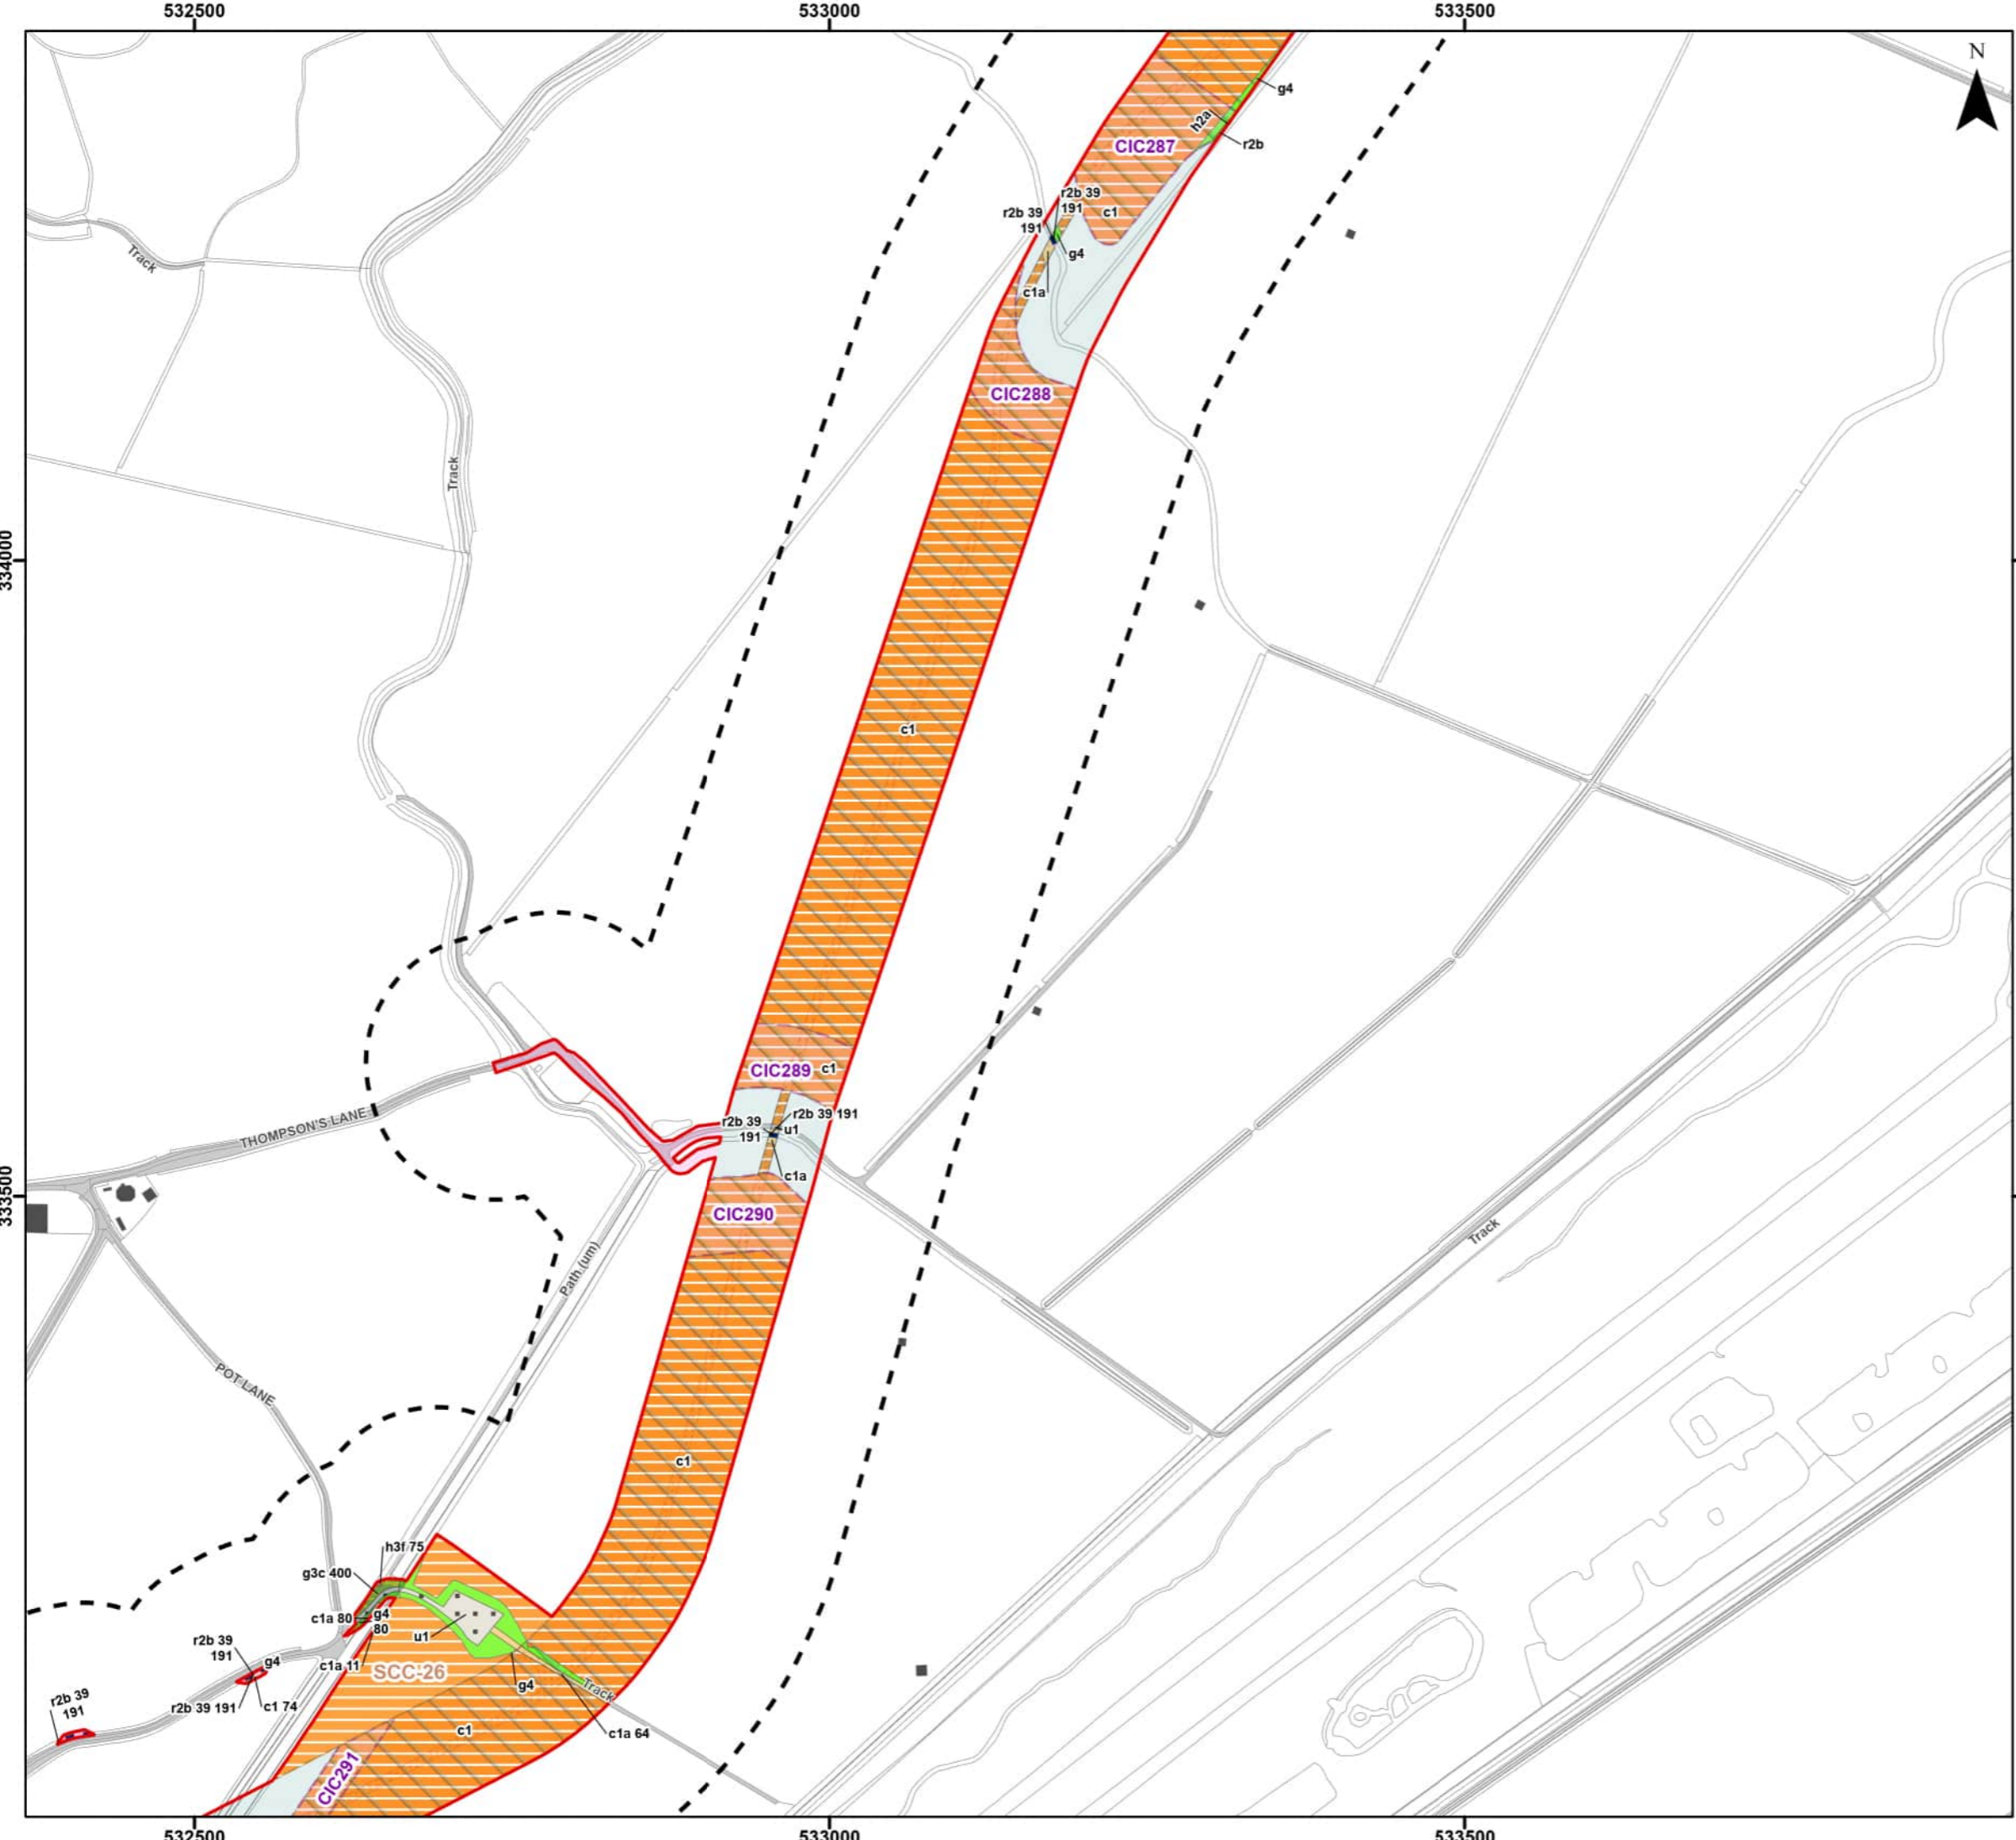 532500
533000
533500
N
g4
h2a
CIC287
r2b
r2b 39
191
c1
r2b 39
191
g4
Track
c1a
CIC288
Track
334000
c1
CIC289
c1
r2b 39 191
r2b 39
191
u1
THOMPSON'S LANE
c1a
333500
CIC290
Track
Path (um)
POT LANE
c1
h3f 75
g3c 400
c1a 80
g4
80
u1
r2b 39
191
g4
c1a 11
SCC-26
g4
Track
r2b 39
191
r2b 39 191
c1 74
c1
c1a 64
CIC291
532500
533000
533500